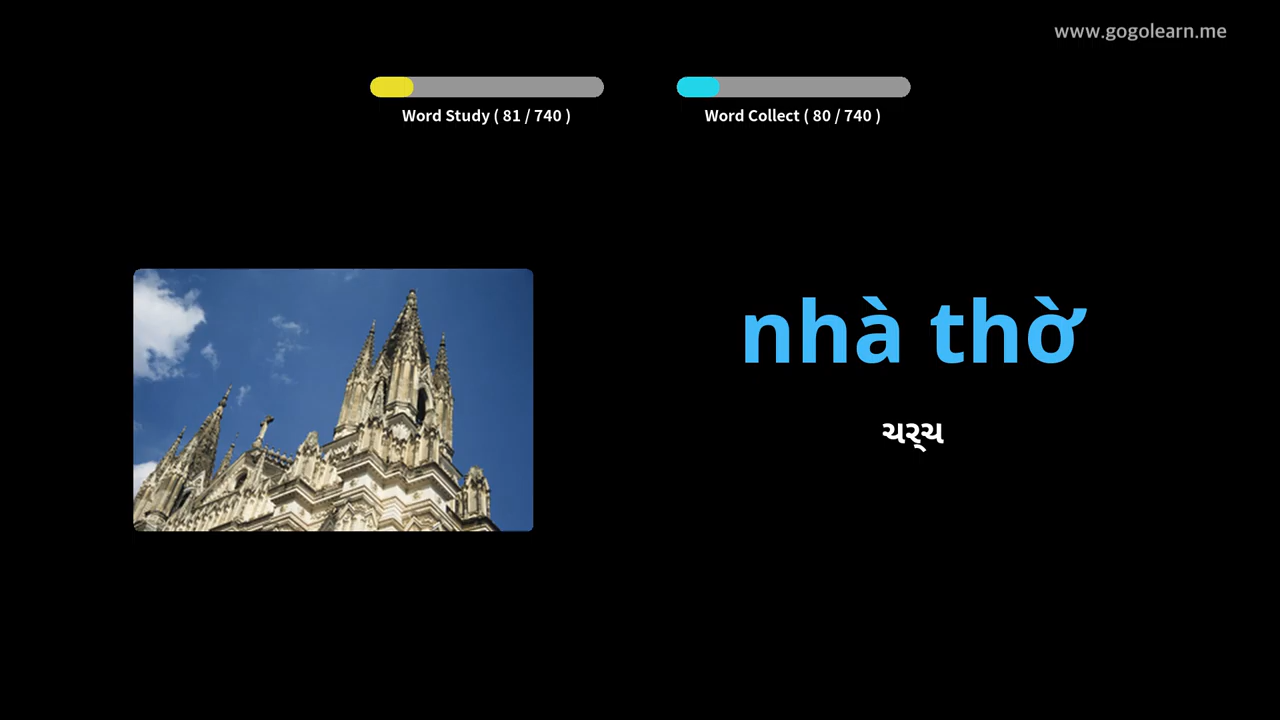 www.gogolearn.me
Word Study ( 81 / 740 )
Word Collect ( 80 / 740 )
nhà thờ
ચર્ચ